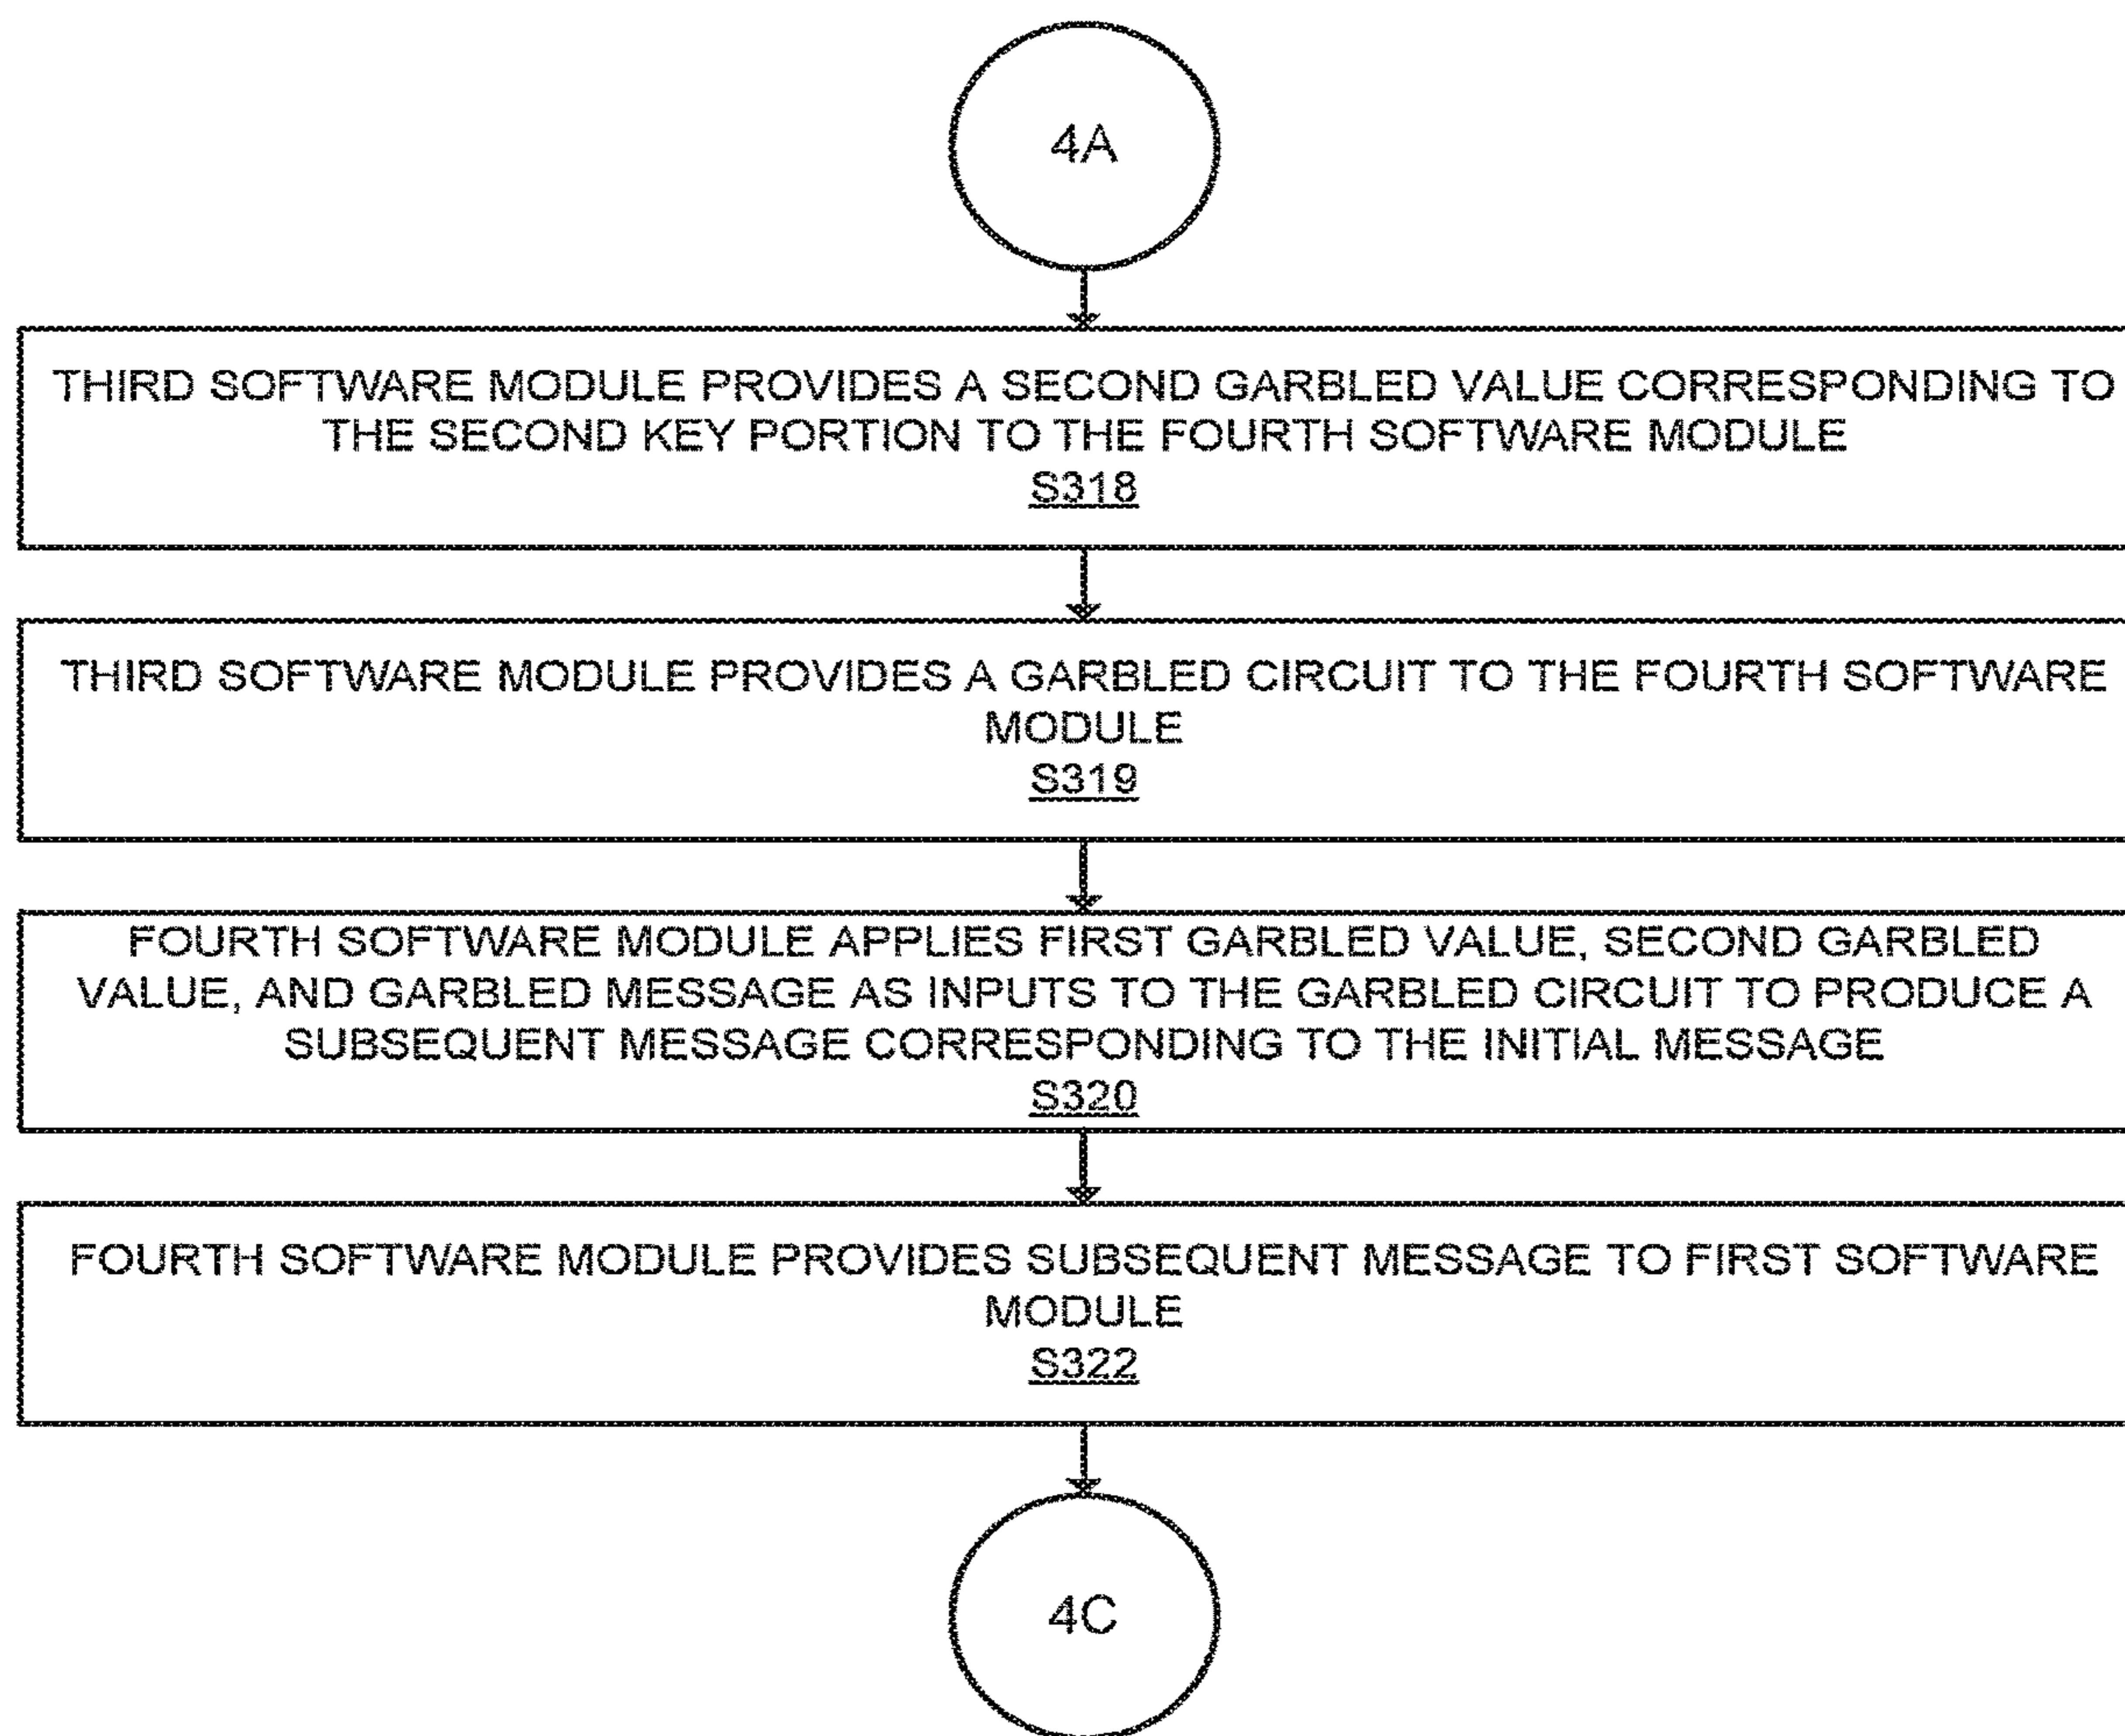 4A
THIRD SOFTWARE MODULE PROVIDES A SECOND GARBLED VALUE CORRESPONDING TO
THE SECOND KEY PORTION TO THE FOURTH SOFTWARE MODULE
S318
THIRD SOFTWARE MODULE PROVIDES A GARBLED CIRCUIT TO THE FOURTH SOFTWARE
MODULE
S319
FOURTH SOFTWARE MODULE APPLIES FIRST GARBLED VALUE, SECOND GARBLED
VALUE, AND GARBLED MESSAGE AS INPUTS TO THE GARBLED CIRCUIT TO PRODUCE A
SUBSEQUENT MESSAGE CORRESPONDING TO THE INITIAL MESSAGE
S320
FOURTH SOFTWARE MODULE PROVIDES SUBSEQUENT MESSAGE TO FIRST SOFTWARE
MODULE
S322
4C